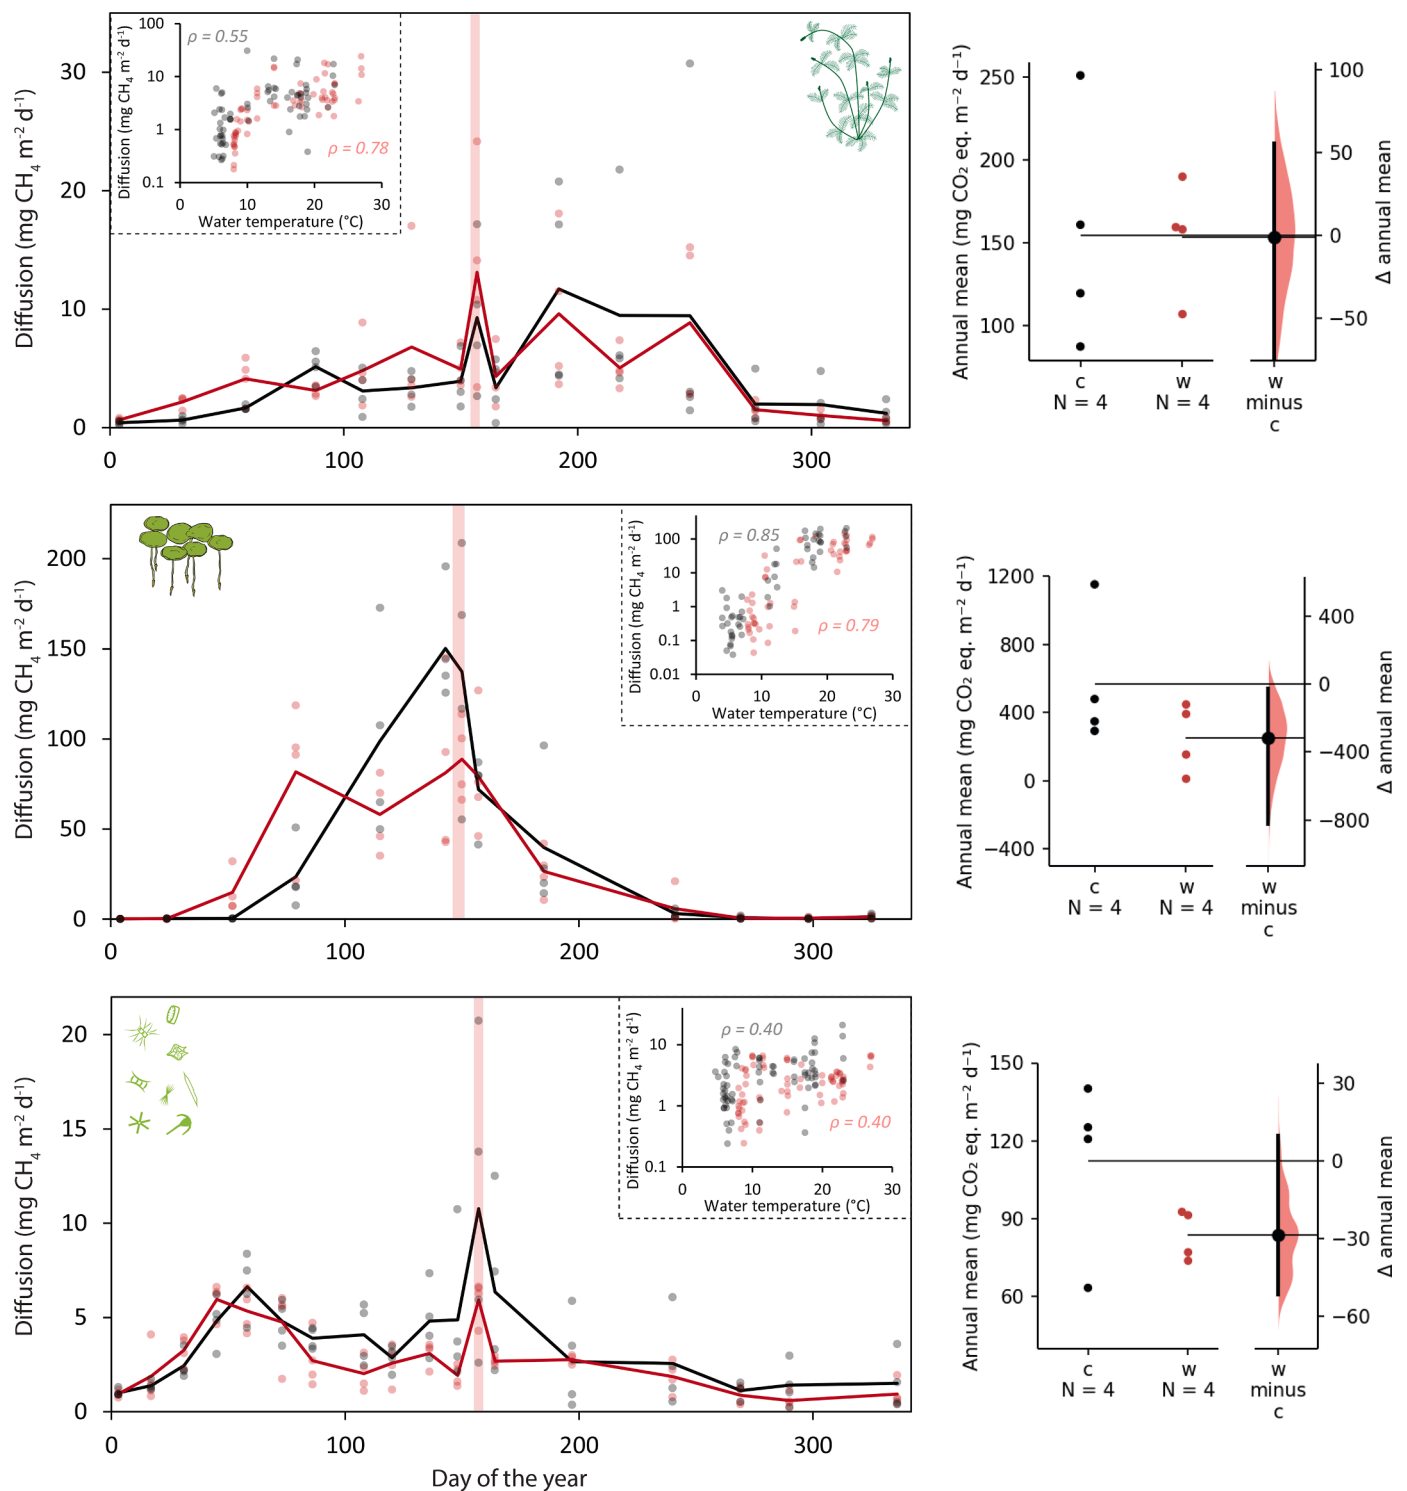 Diffusion (mg CH4 m-2 d-1)
30
20
10
0
0 100 200 300
Diffusion (mg CH4 m-2 d-1)
100
10
1
0.1
0 10 20 30
Water temperature (°C)
ρ = 0.55
ρ = 0.78
Annual mean (mg CO₂ eq. m⁻² d⁻¹)
250
200
150
100
100
50
0
−50
Δ annual mean
c w w
N = 4 N = 4 minus
c
Diffusion (mg CH4 m-2 d-1)
200
150
100
50
0
0 100 200 300
Diffusion (mg CH4 m-2 d-1)
100
10
1
0.1
0.01
0 10 20 30
Water temperature (°C)
ρ = 0.85
ρ = 0.79
Annual mean (mg CO₂ eq. m⁻² d⁻¹)
1200
800
400
0
−400
400
0
−400
−800
Δ annual mean
c w w
N = 4 N = 4 minus
c
Diffusion (mg CH4 m-2 d-1)
20
15
10
5
0
0 100 200 300
Day of the year
Diffusion (mg CH4 m-2 d-1)
10
1
0.1
0 10 20 30
Water temperature (°C)
ρ = 0.40
ρ = 0.40
Annual mean (mg CO₂ eq. m⁻² d⁻¹)
150
120
90
60
30
0
−30
−60
Δ annual mean
c w w
N = 4 N = 4 minus
c